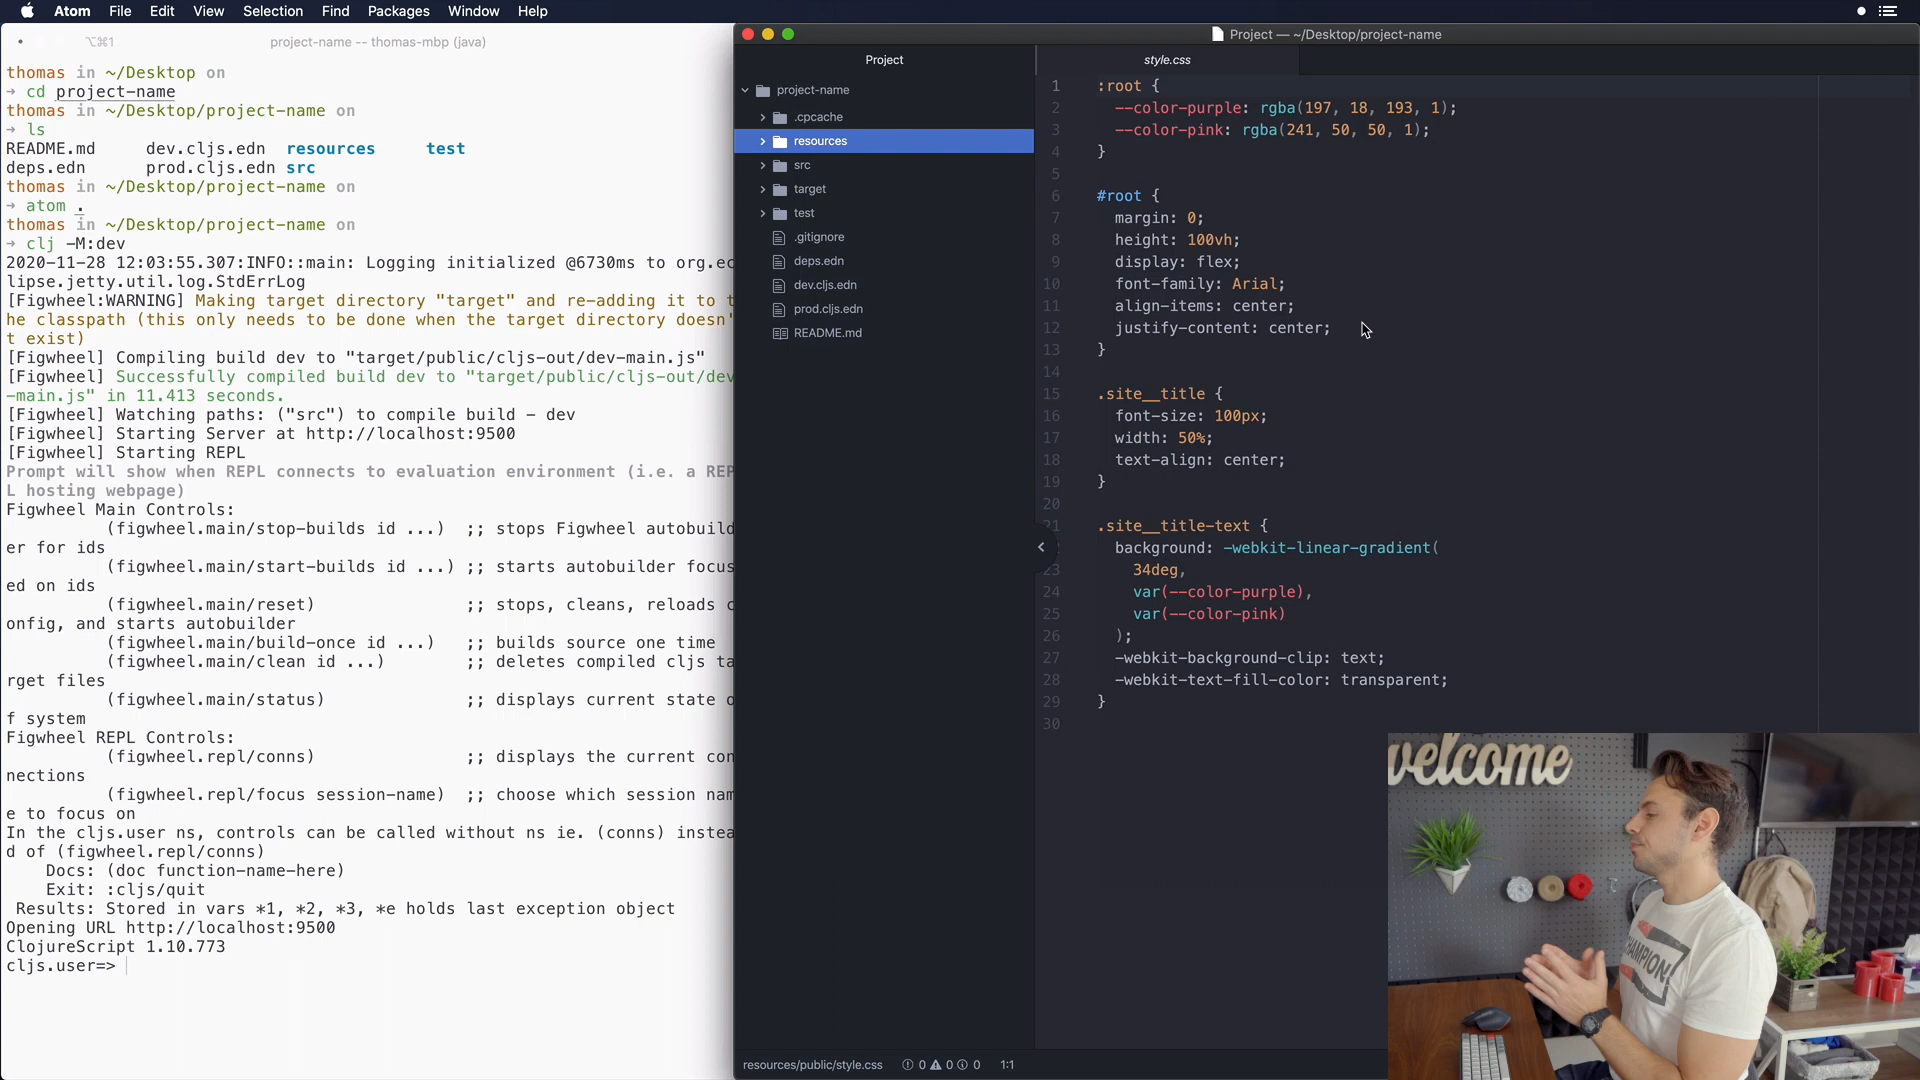 Atom File Edit View Selection Find Packages Window Help
⌥⌘1 project-name -- thomas-mbp (java)
thomas in ~/Desktop on
→ cd project-name
thomas in ~/Desktop/project-name on
→ ls
README.md dev.cljs.edn resources test
deps.edn prod.cljs.edn src
thomas in ~/Desktop/project-name on
→ atom .
thomas in ~/Desktop/project-name on
→ clj -M:dev
2020-11-28 12:03:55.307:INFO::main: Logging initialized @6730ms to org.ec
lipse.jetty.util.log.StdErrLog
[Figwheel:WARNING] Making target directory "target" and re-adding it to t
he classpath (this only needs to be done when the target directory doesn'
t exist)
[Figwheel] Compiling build dev to "target/public/cljs-out/dev-main.js"
[Figwheel] Successfully compiled build dev to "target/public/cljs-out/dev
-main.js" in 11.413 seconds.
[Figwheel] Watching paths: ("src") to compile build - dev
[Figwheel] Starting Server at http://localhost:9500
[Figwheel] Starting REPL
Prompt will show when REPL connects to evaluation environment (i.e. a REP
L hosting webpage)
Figwheel Main Controls:
(figwheel.main/stop-builds id ...) ;; stops Figwheel autobuild
er for ids
(figwheel.main/start-builds id ...) ;; starts autobuilder focus
ed on ids
(figwheel.main/reset) ;; stops, cleans, reloads c
onfig, and starts autobuilder
(figwheel.main/build-once id ...) ;; builds source one time
(figwheel.main/clean id ...) ;; deletes compiled cljs ta
rget files
(figwheel.main/status) ;; displays current state o
f system
Figwheel REPL Controls:
(figwheel.repl/conns) ;; displays the current con
nections
(figwheel.repl/focus session-name) ;; choose which session nam
e to focus on
In the cljs.user ns, controls can be called without ns ie. (conns) instea
d of (figwheel.repl/conns)
Docs: (doc function-name-here)
Exit: :cljs/quit
Results: Stored in vars *1, *2, *3, *e holds last exception object
Opening URL http://localhost:9500
ClojureScript 1.10.773
cljs.user=>
Project — ~/Desktop/project-name
Project
project-name
.cpcache
resources
src
target
test
.gitignore
deps.edn
dev.cljs.edn
prod.cljs.edn
README.md
style.css
1 :root {
2 --color-purple: rgba(197, 18, 193, 1);
3 --color-pink: rgba(241, 50, 50, 1);
4 }
5
6 #root {
7 margin: 0;
8 height: 100vh;
9 display: flex;
10 font-family: Arial;
11 align-items: center;
12 justify-content: center;
13 }
14
15 .site__title {
16 font-size: 100px;
17 width: 50%;
18 text-align: center;
19 }
20
21 .site__title-text {
background: -webkit-linear-gradient(
23 34deg,
24 var(--color-purple),
25 var(--color-pink)
26 );
27 -webkit-background-clip: text;
28 -webkit-text-fill-color: transparent;
29 }
30
resources/public/style.css 0 0 0 1:1
welcome
CHAMPION